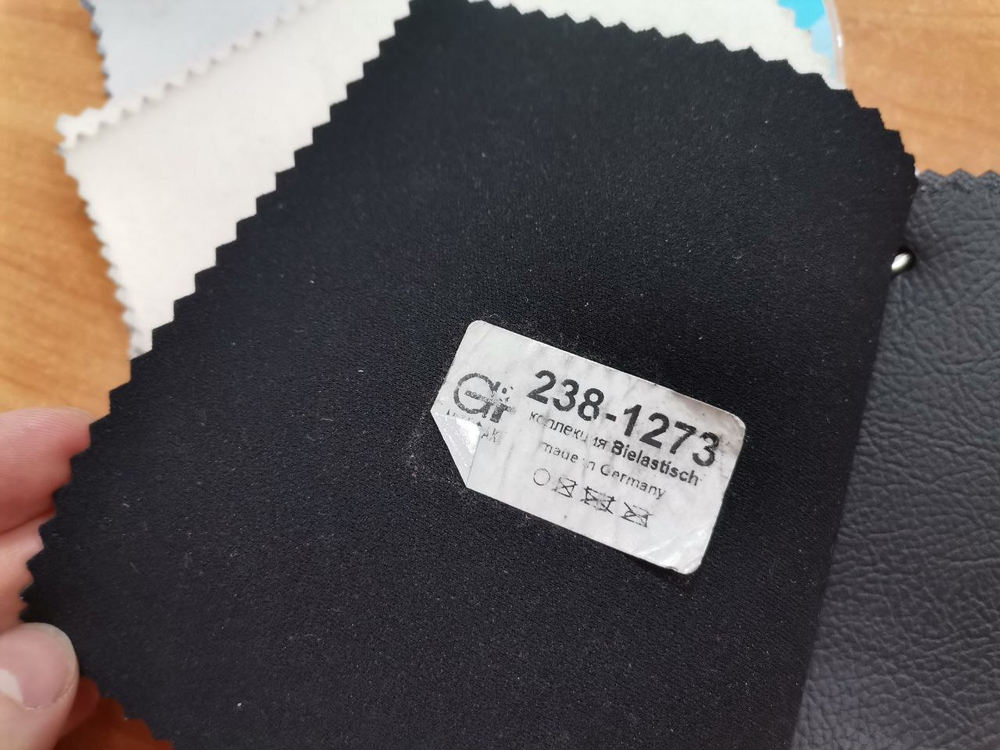 238-1273
коллекция Bielastisch
made in Germany